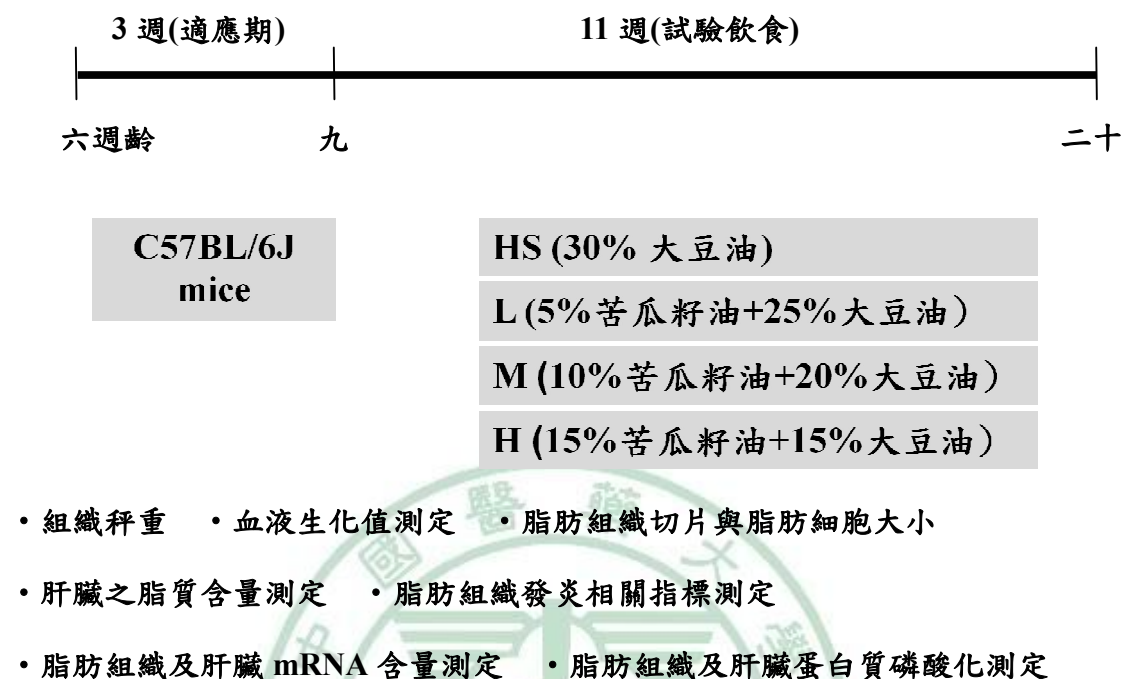 3 週(適應期) 11 週(試驗飲食)
六週齡 九 二十
C57BL/6J
mice
HS (30% 大豆油)
L (5%苦瓜籽油+25%大豆油)
M (10%苦瓜籽油+20%大豆油)
H (15%苦瓜籽油+15%大豆油)
・組織秤重 ・血液生化值測定 ・脂肪組織切片與脂肪細胞大小
・肝臟之脂質含量測定 ・脂肪組織發炎相關指標測定
・脂肪組織及肝臟 mRNA 含量測定 ・脂肪組織及肝臟蛋白質磷酸化測定
中國醫藥大學